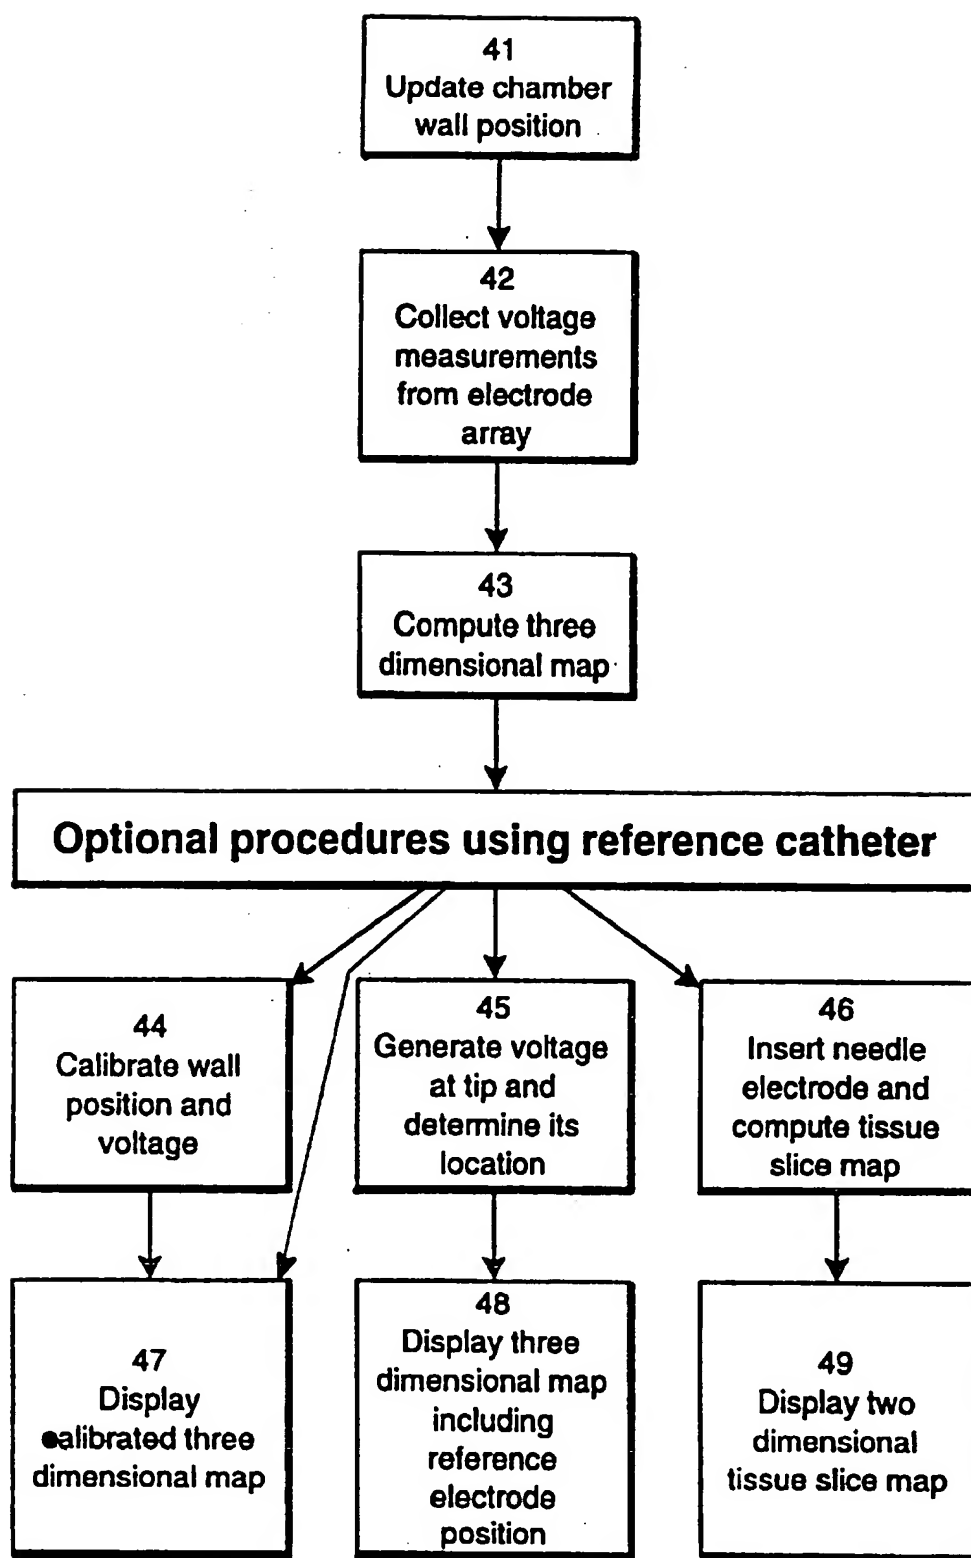 41
Update chamber
wall position
42
Collect voltage
measurements
from electrode
array
43
Compute three
dimensional map
Optional procedures using reference catheter
44
Calibrate wall
position and
voltage
45
Generate voltage
at tip and
determine its
location
46
Insert needle
electrode and
compute tissue
slice map
47
Display
calibrated three
dimensional map
48
Display three
dimensional map
including
reference
electrode
position
49
Display two
dimensional
tissue slice map